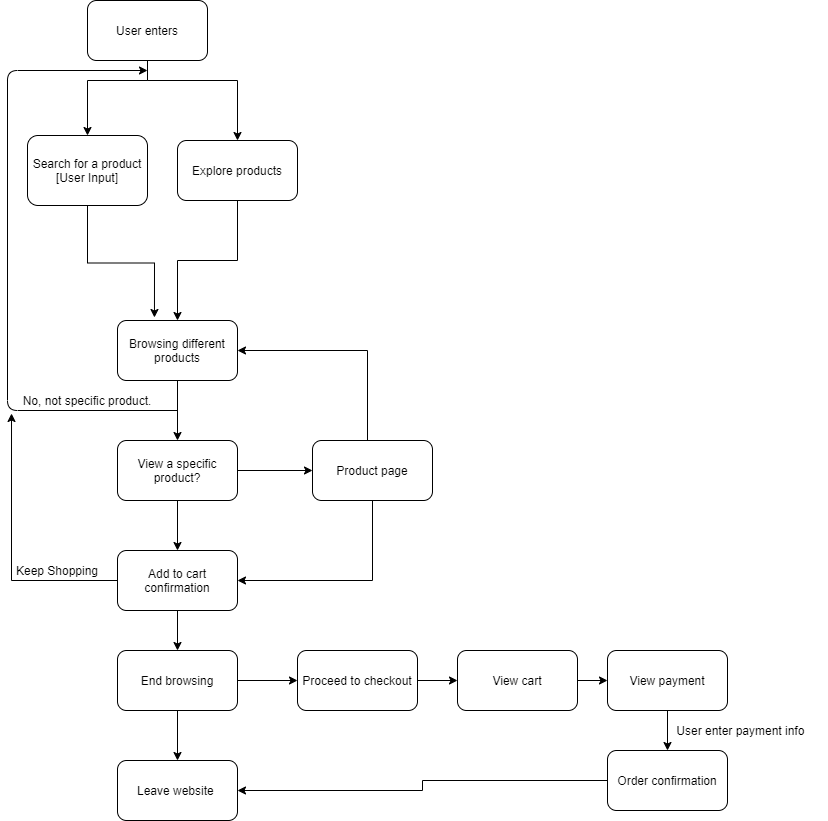 User enters
Search for a product
[User Input]
Explore products
Browsing different
products
No, not specific product.
View a specific
product?
Product page
Keep Shopping
Add to cart
confirmation
End browsing
Proceed to checkout
View cart
View payment
User enter payment info
Leave website
Order confirmation